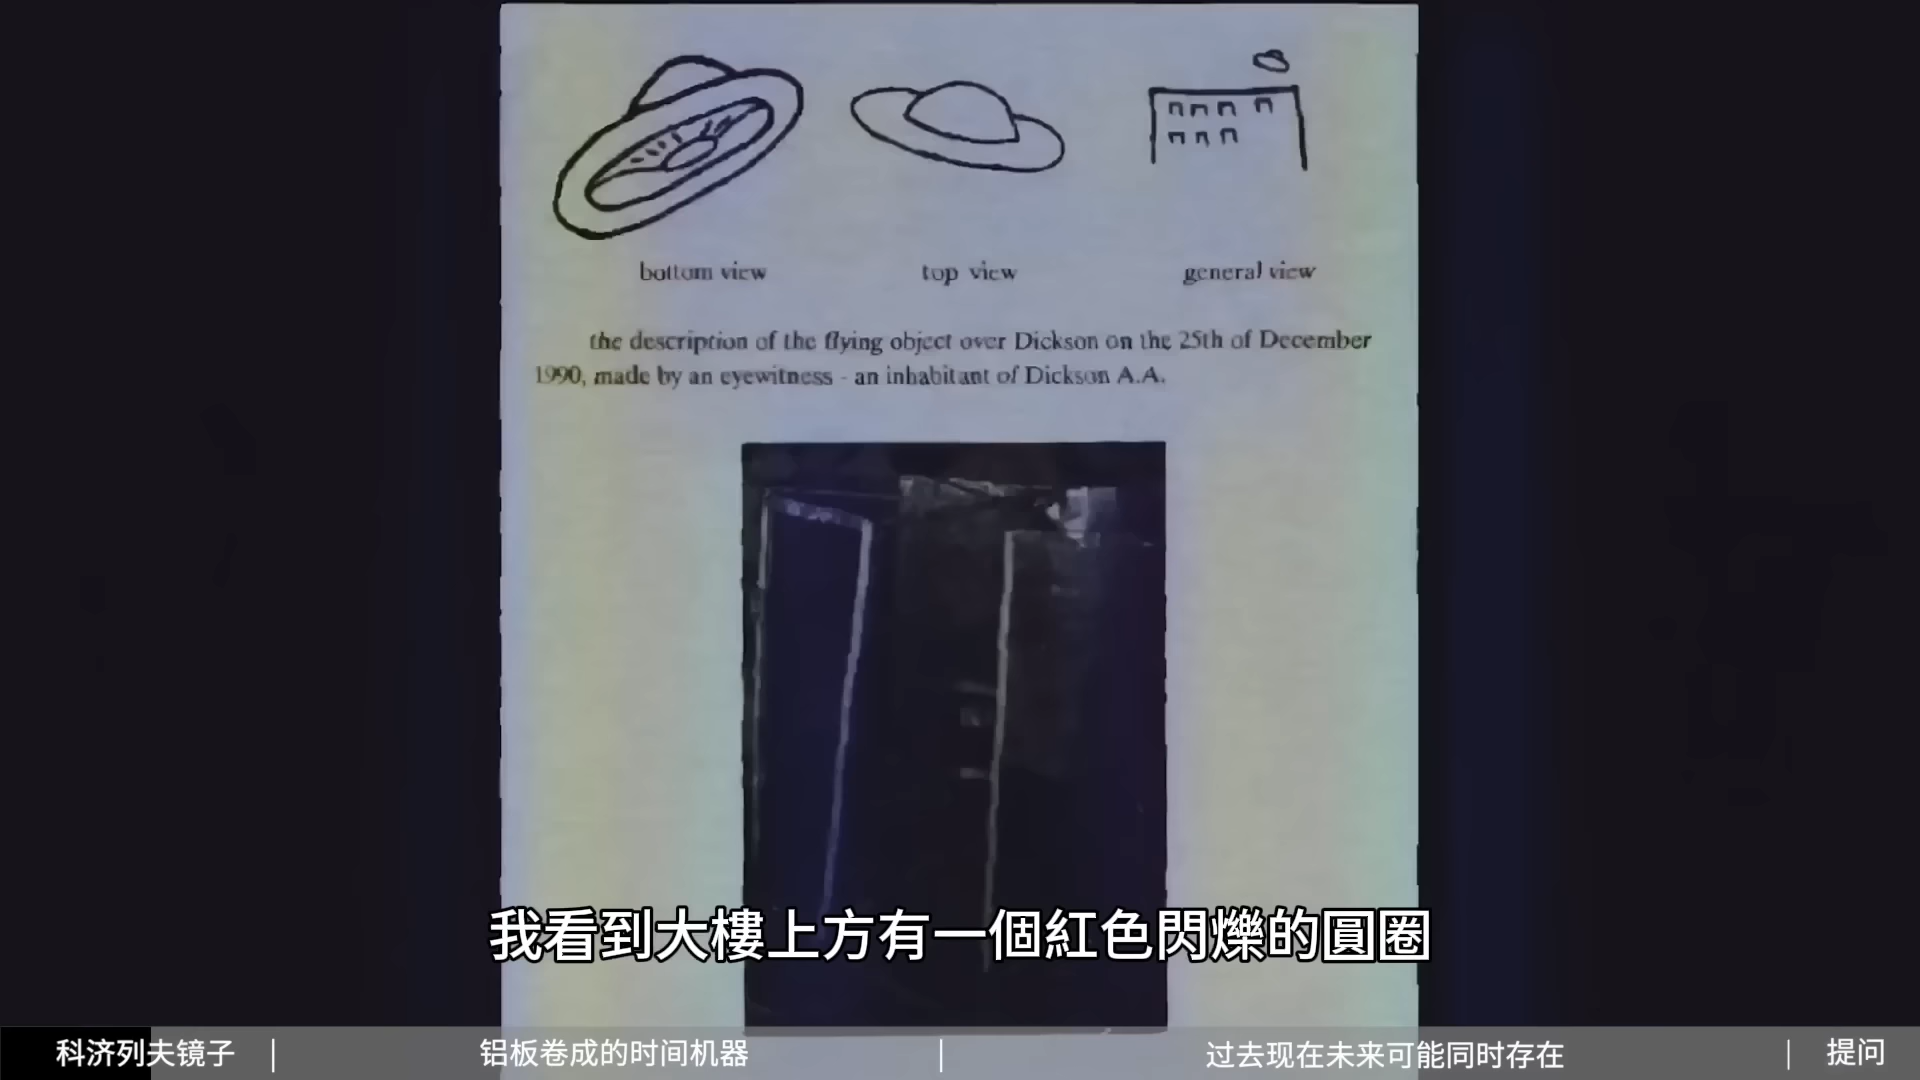 bottom view
top view
general view
the description of the flying object over Dickson on the 25th of December
1990, made by an eyewitness - an inhabitant of Dickson A.A.
我看到大樓上方有一個紅色閃爍的圓圈
科济列夫镜子
铝板卷成的时间机器
过去现在未来可能同时存在
提问